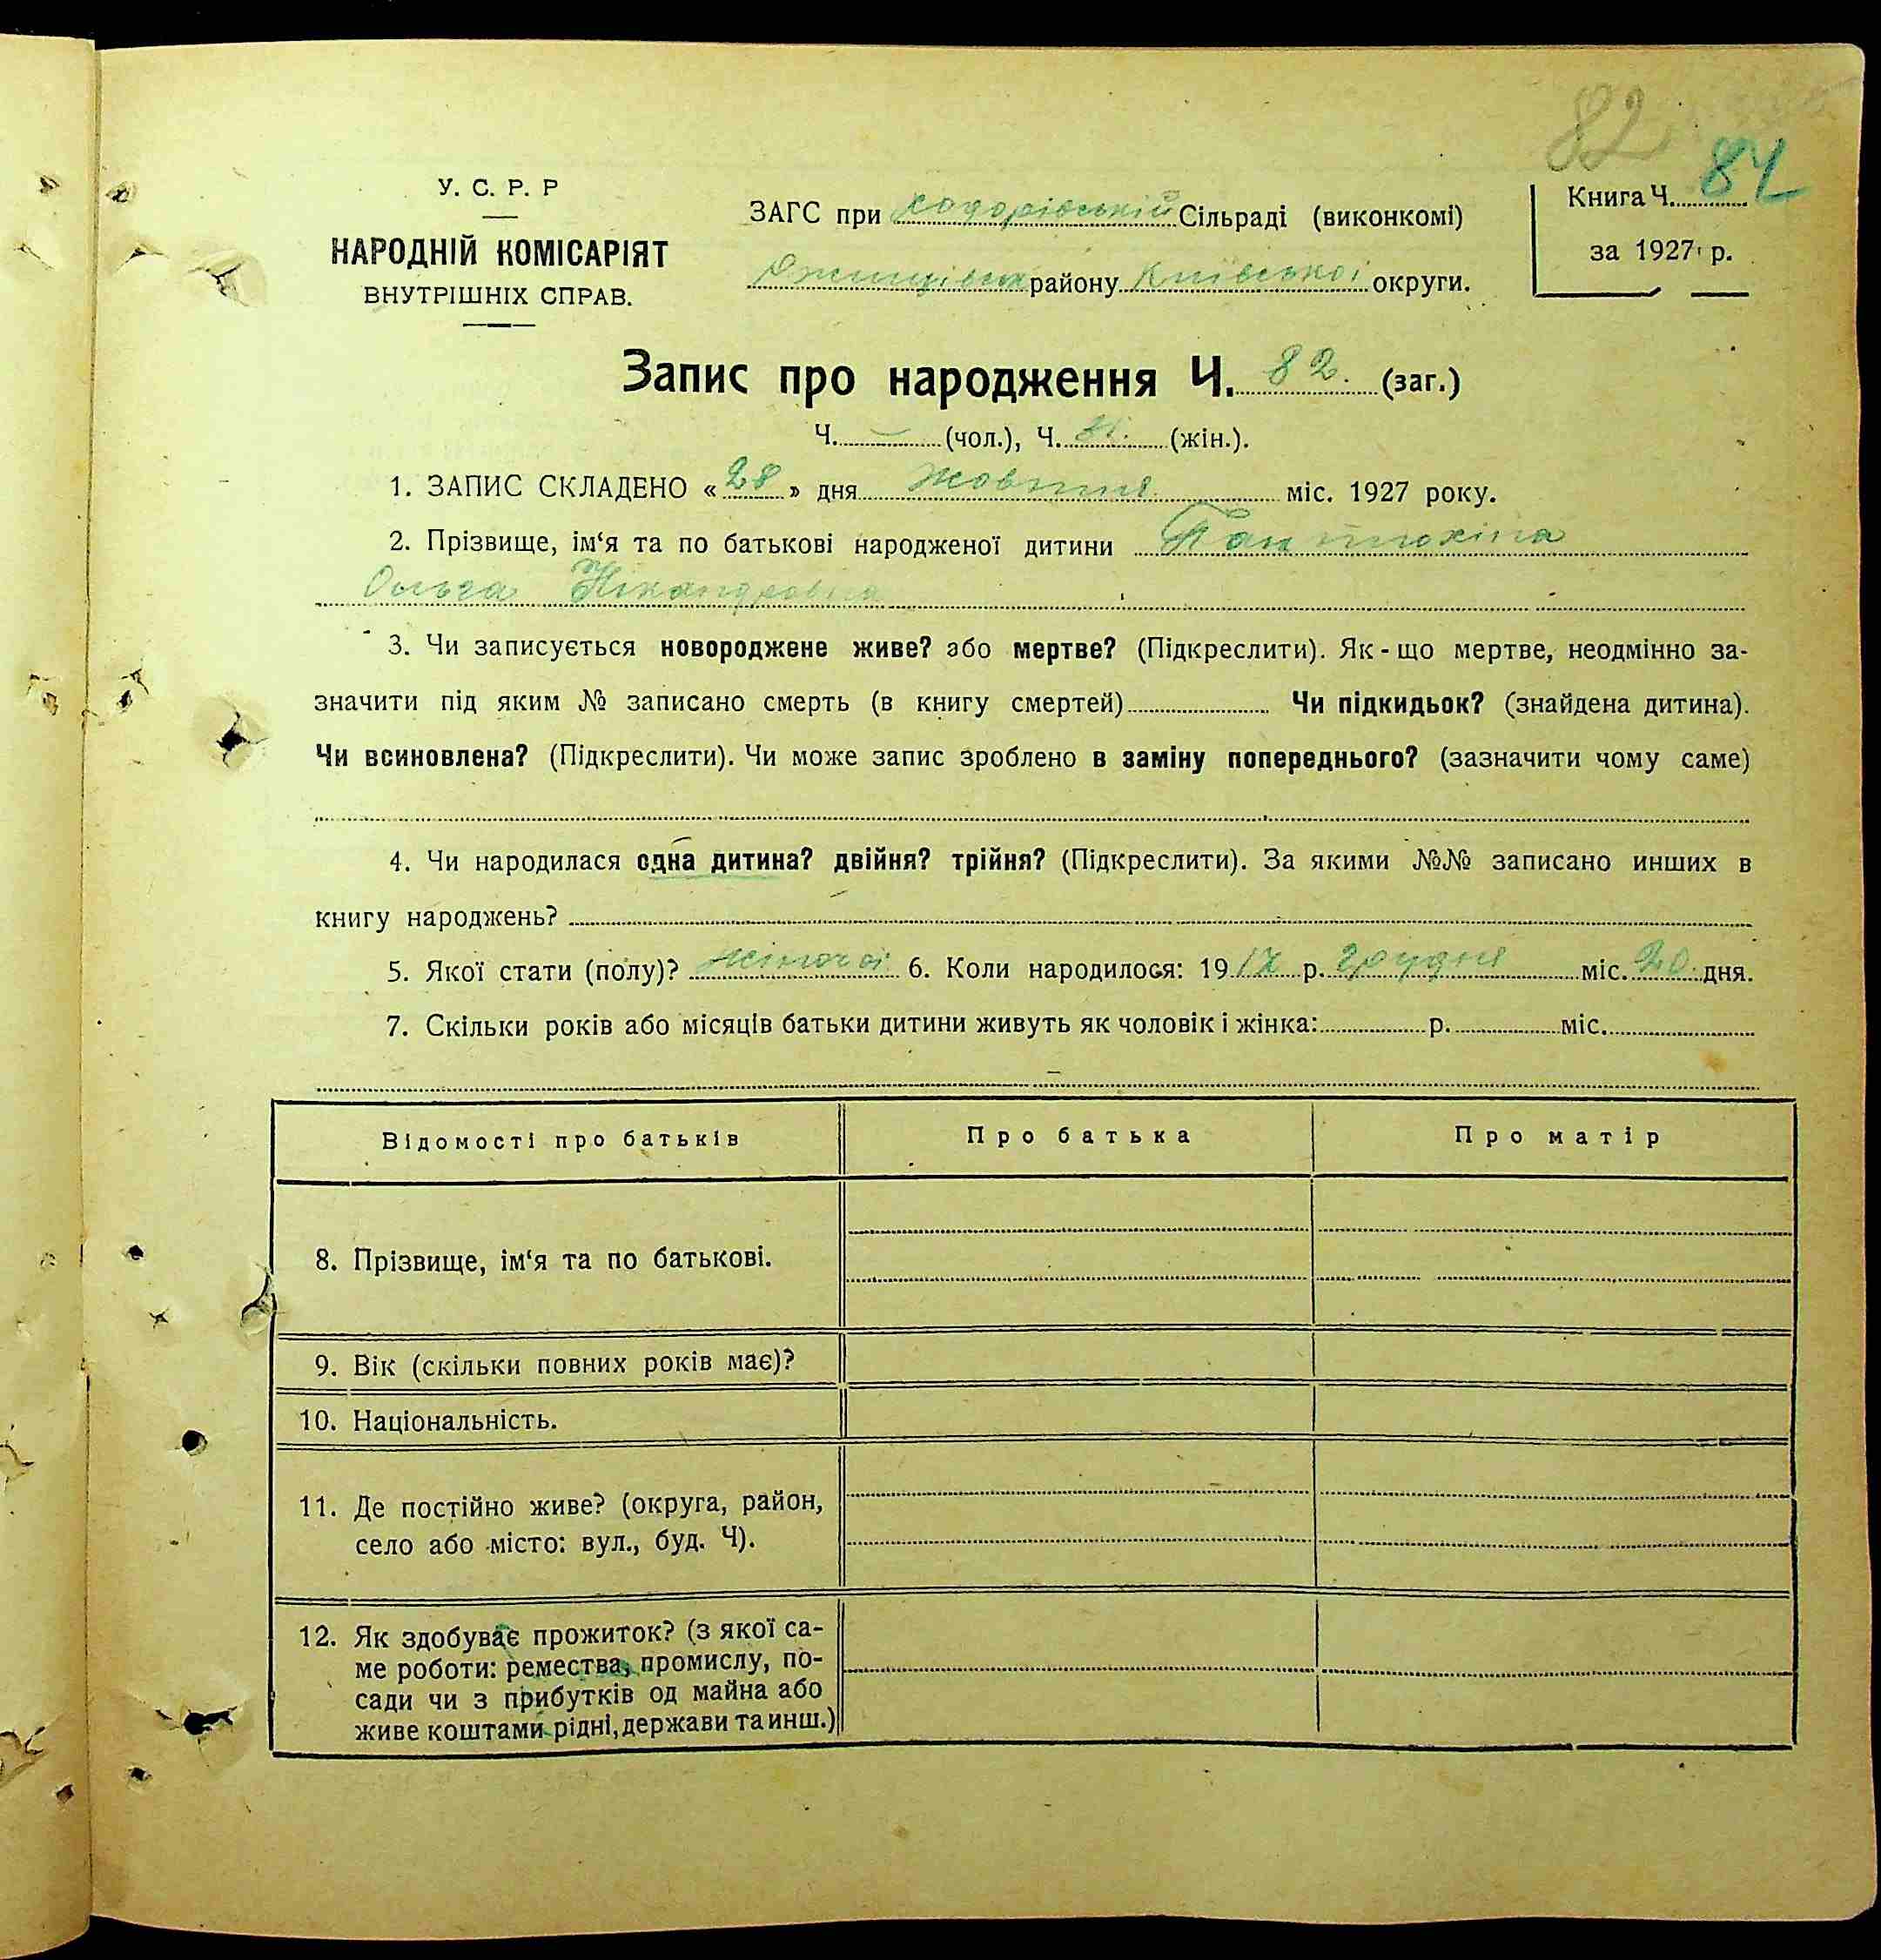 82
84
У. С. Р. Р
НАРОДНІЙ КОМІСАРІЯТ
ВНУТРІШНІХ СПРАВ.
ЗАГС при Ходорівській Сільраді (виконкомі)
району Київської округи.
Книга Ч.
за 1927 р.
Запис про народження Ч. 82. (заг.)
Ч. — (чол.), Ч. (жін.).
1. ЗАПИС СКЛАДЕНО « 28 » дня Жовтня міс. 1927 року.
2. Прізвище, ім‘я та по батькові народженої дитини Пантюхіна
Ольга Нікандровна
3. Чи записується новороджене живе? або мертве? (Підкреслити). Як-що мертве, неодмінно за-
значити під яким № записано смерть (в книгу смертей) Чи підкидьок? (знайдена дитина).
Чи всиновлена? (Підкреслити). Чи може запис зроблено в заміну попереднього? (зазначити чому саме)
4. Чи народилася одна дитина? двійня? трійня? (Підкреслити). За якими №№ записано инших в
книгу народжень?
5. Якої стати (полу)? жіночої 6. Коли народилося: 1917 р. грудня міс. 20 дня.
7. Скільки років або місяців батьки дитини живуть як чоловік і жінка: р. міс.
Відомості про батьків Про батька Про матір
8. Прізвище, ім‘я та по батькові.
9. Вік (скільки повних років має)?
10. Національність.
11. Де постійно живе? (округа, район,
село або місто: вул., буд. Ч).
12. Як здобуває прожиток? (з якої са-
ме роботи: ремества, промислу, по-
сади чи з прибутків од майна або
живе коштами рідні, держави та инш.)